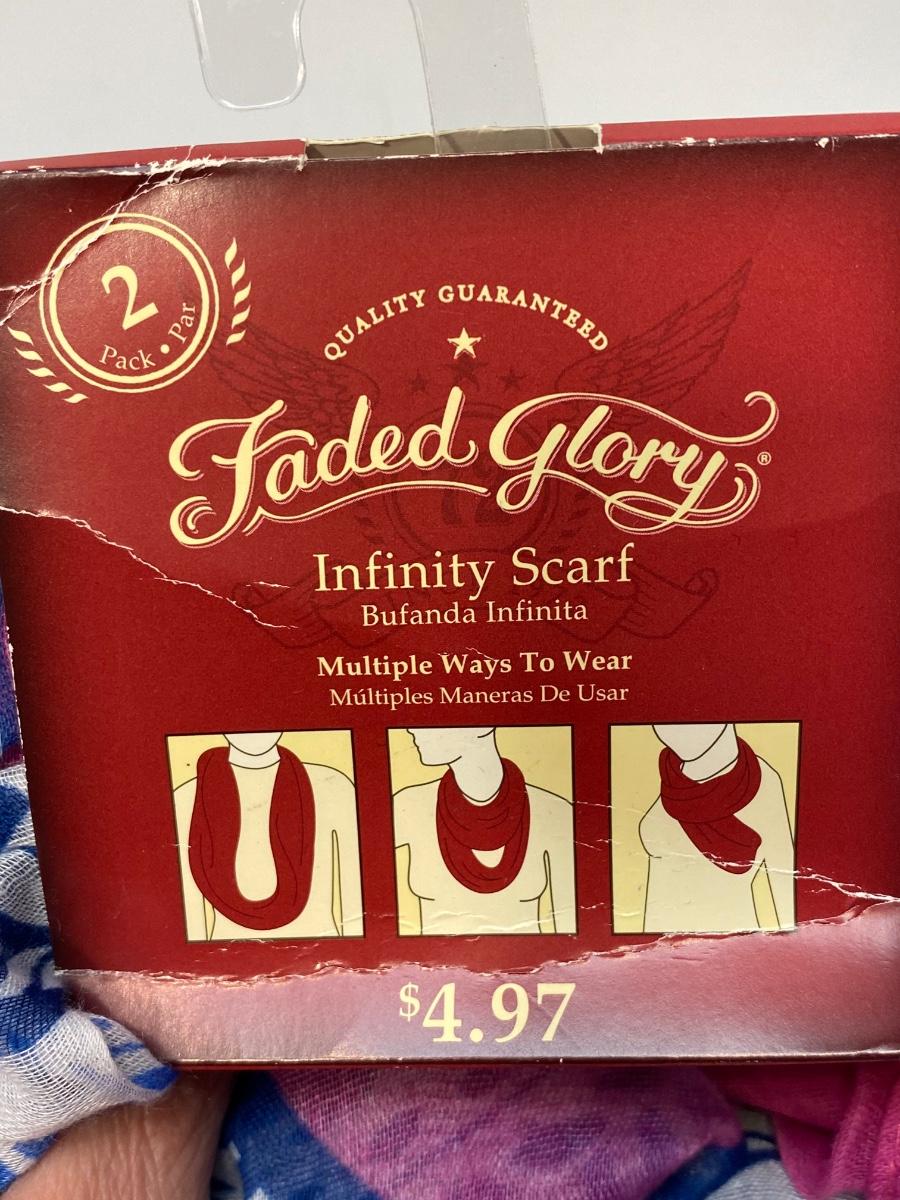 2
Pack • Par
QUALITY GUARANTEED
Faded Glory®
Infinity Scarf
Bufanda Infinita
Multiple Ways To Wear
Múltiples Maneras De Usar
$4.97